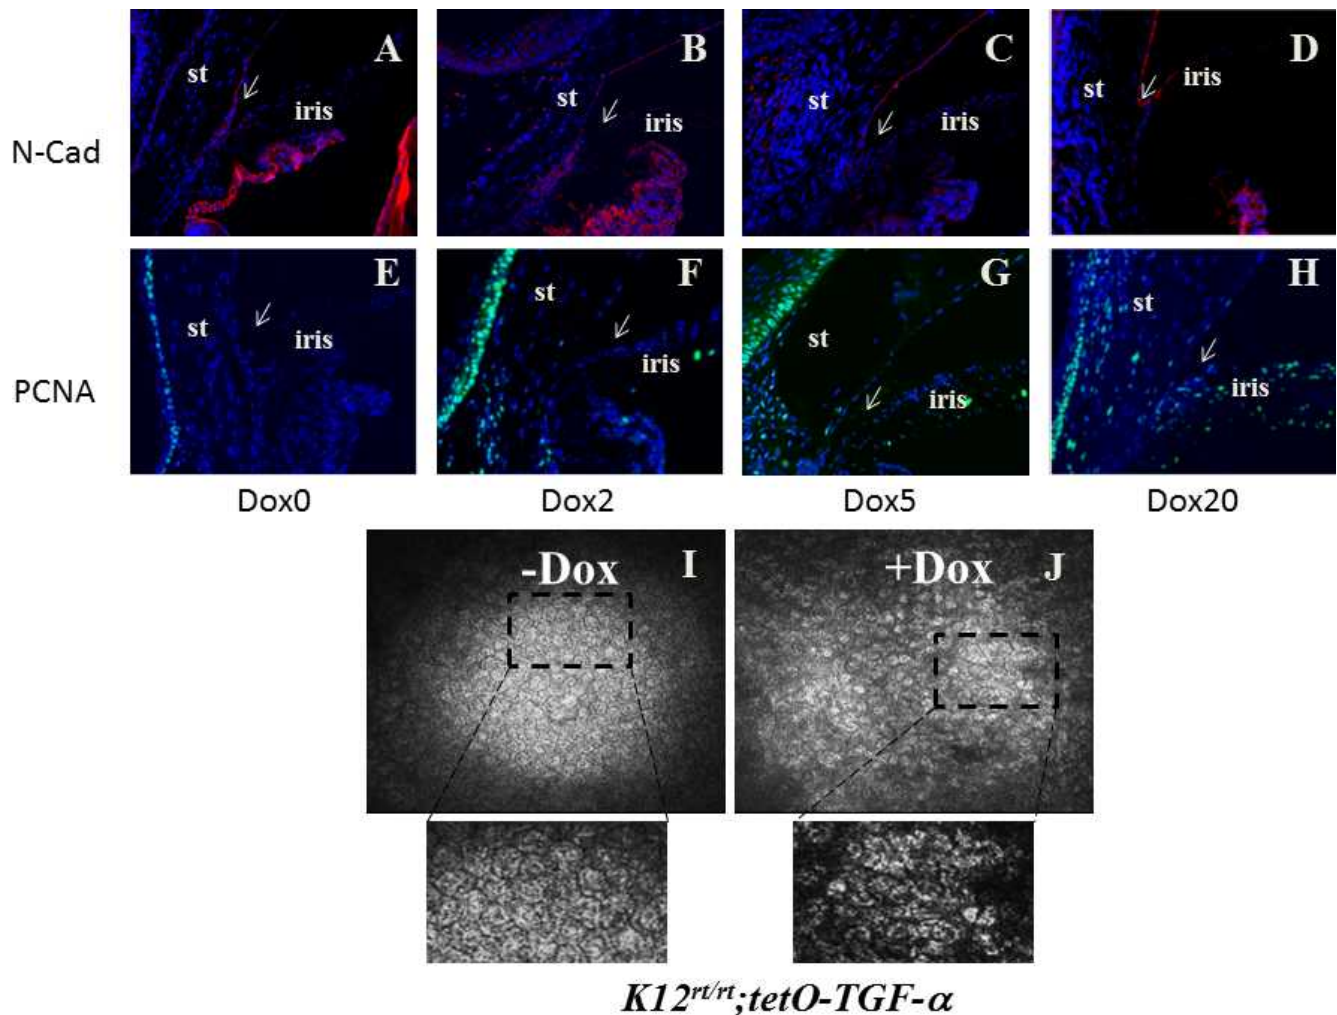 A
B
C
D
st
iris
st
iris
st
iris
st
iris
N-Cad
E
F
G
H
st
iris
st
iris
st
iris
st
iris
PCNA
Dox0
Dox2
Dox5
Dox20
-Dox
I
+Dox
J
K12rt/rt;tetO-TGF-α